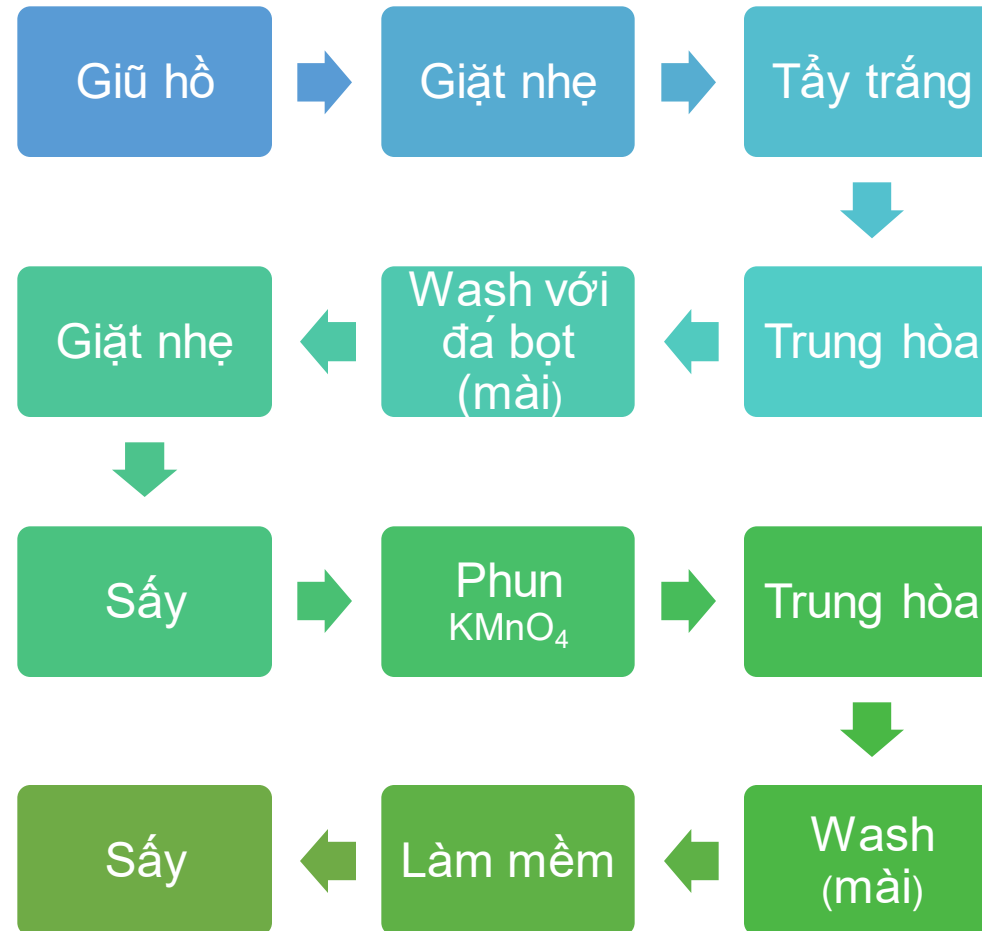 Giũ hồ
Giặt nhẹ
Tẩy trắng
Trung hòa
Wash với
đá bọt
(mài)
Giặt nhẹ
Sấy
Phun
KMnO₄
Trung hòa
Wash
(mài)
Làm mềm
Sấy